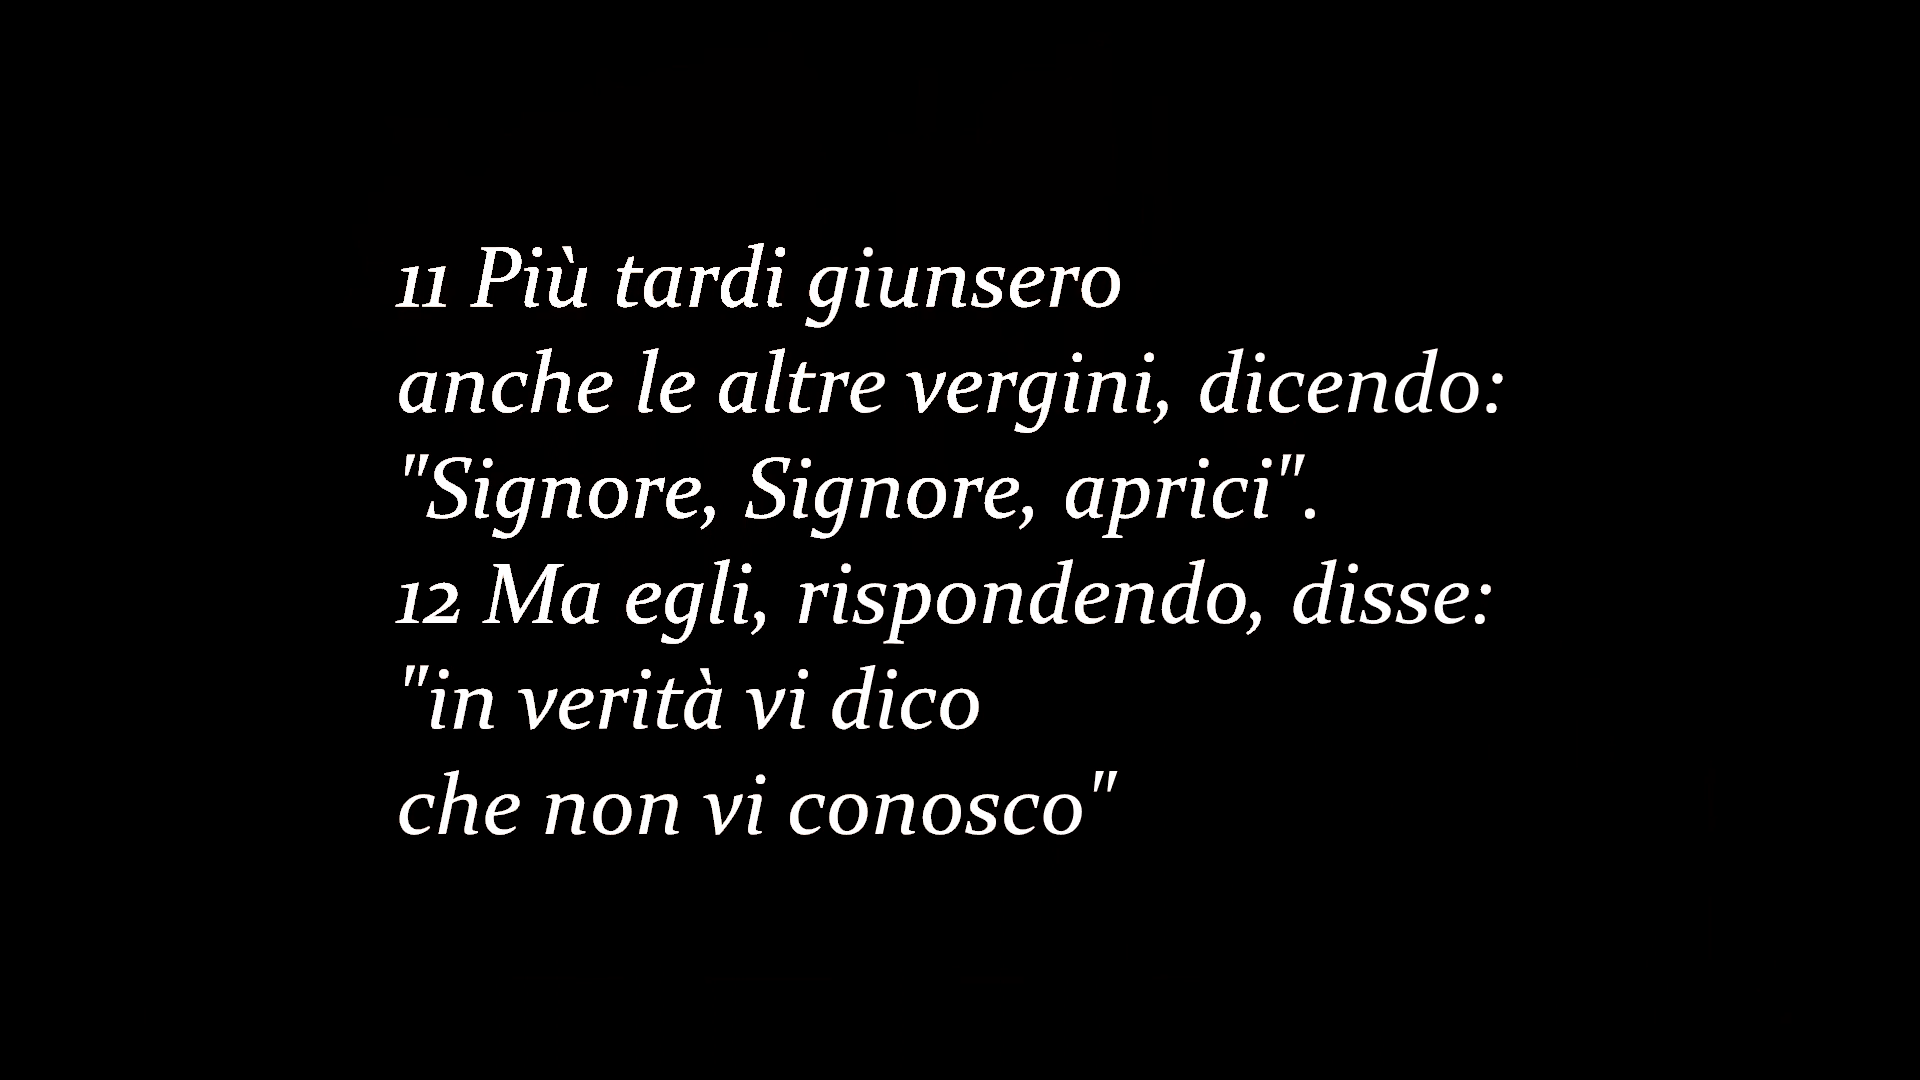 11 Più tardi giunsero
anche le altre vergini, dicendo:
"Signore, Signore, aprici".
12 Ma egli, rispondendo, disse:
"in verità vi dico
che non vi conosco"